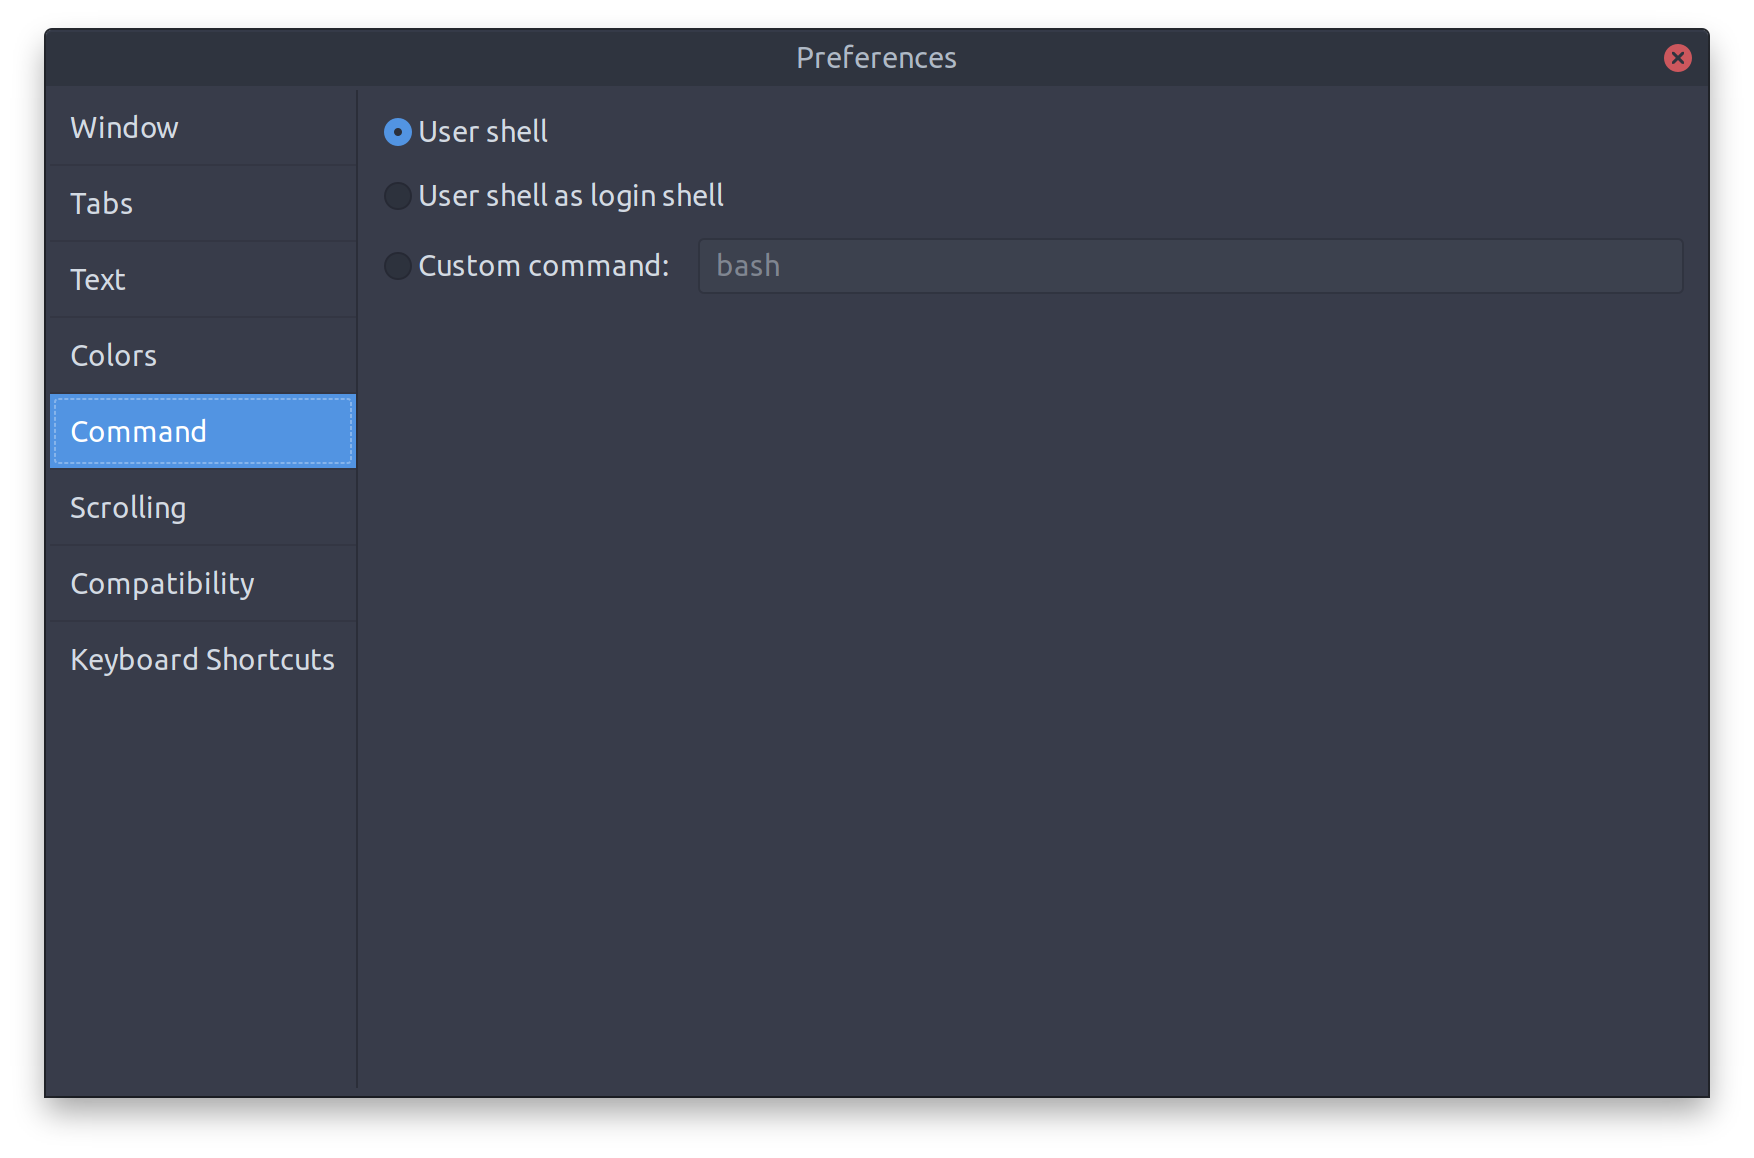 Preferences
Window
Tabs
Text
Colors
Command
Scrolling
Compatibility
Keyboard Shortcuts
User shell
User shell as login shell
Custom command: bash